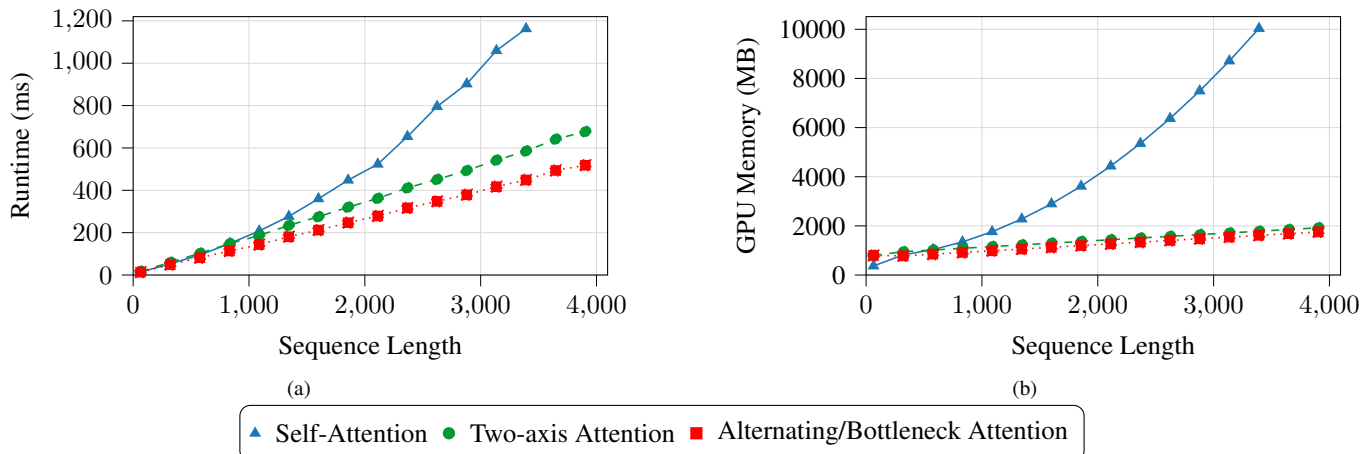 1,200
1,000
800
600
400
200
0
Runtime (ms)
0 1,000 2,000 3,000 4,000
Sequence Length
(a)
10000
8000
6000
4000
2000
0
GPU Memory (MB)
0 1,000 2,000 3,000 4,000
Sequence Length
(b)
Self-Attention Two-axis Attention Alternating/Bottleneck Attention